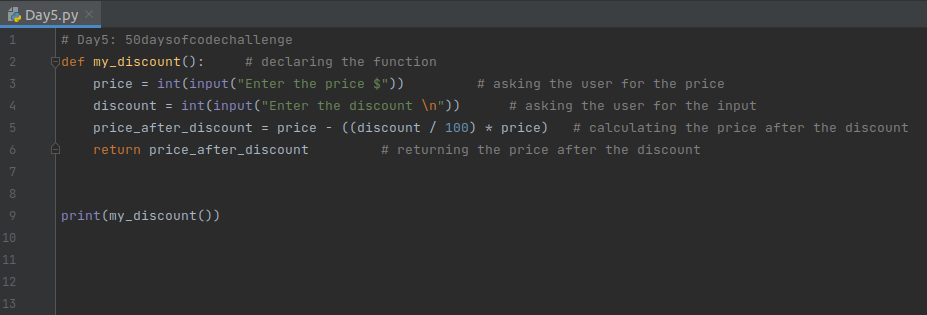 Day5.py
1 # Day5: 50daysofcodechallenge
2 def my_discount():     # declaring the function
3     price = int(input("Enter the price $"))         # asking the user for the price
4     discount = int(input("Enter the discount \n"))      # asking the user for the input
5     price_after_discount = price - ((discount / 100) * price)   # calculating the price after the discount
6     return price_after_discount         # returning the price after the discount
7
8
9 print(my_discount())
10
11
12
13